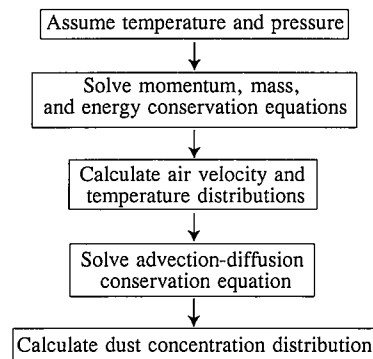 Assume temperature and pressure
Solve momentum, mass,
and energy conservation equations
Calculate air velocity and
temperature distributions
Solve advection-diffusion
conservation equation
Calculate dust concentration distribution